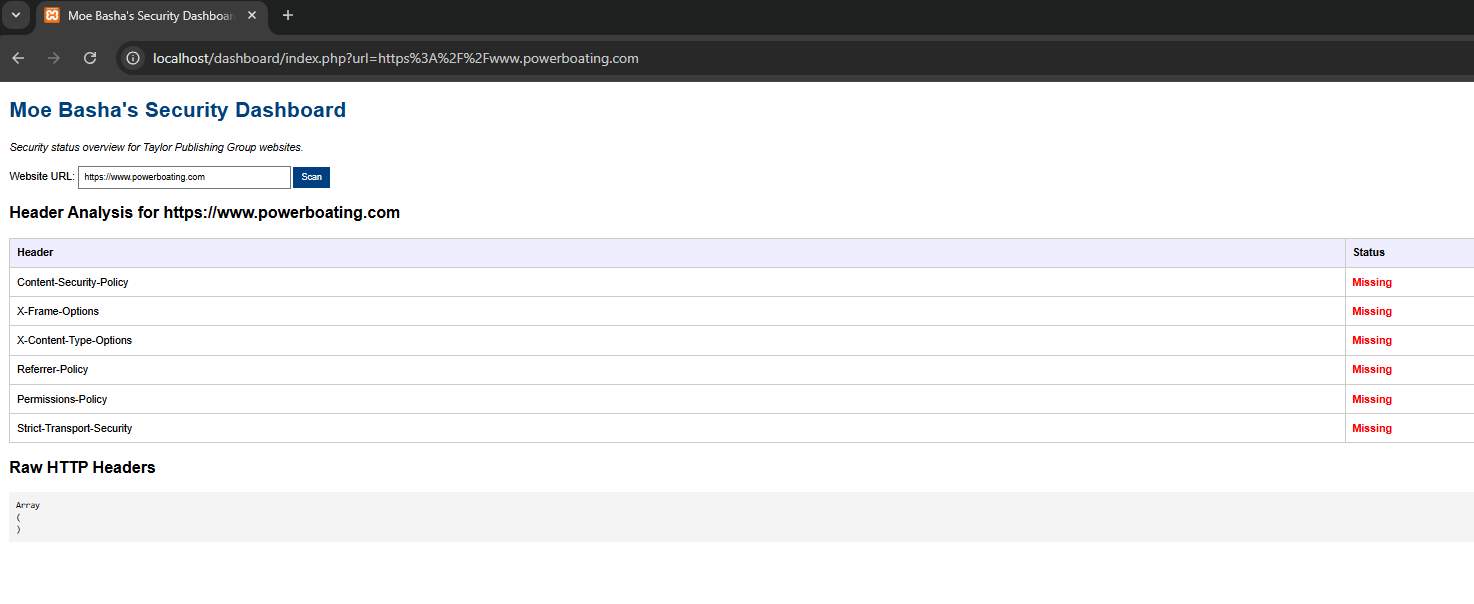 Moe Basha's Security Dashboar
localhost/dashboard/index.php?url=https%3A%2F%2Fwww.powerboating.com
Moe Basha's Security Dashboard
Security status overview for Taylor Publishing Group websites.
Website URL: https://www.powerboating.com Scan
Header Analysis for https://www.powerboating.com
Header Status
Content-Security-Policy Missing
X-Frame-Options Missing
X-Content-Type-Options Missing
Referrer-Policy Missing
Permissions-Policy Missing
Strict-Transport-Security Missing
Raw HTTP Headers
Array
(
)